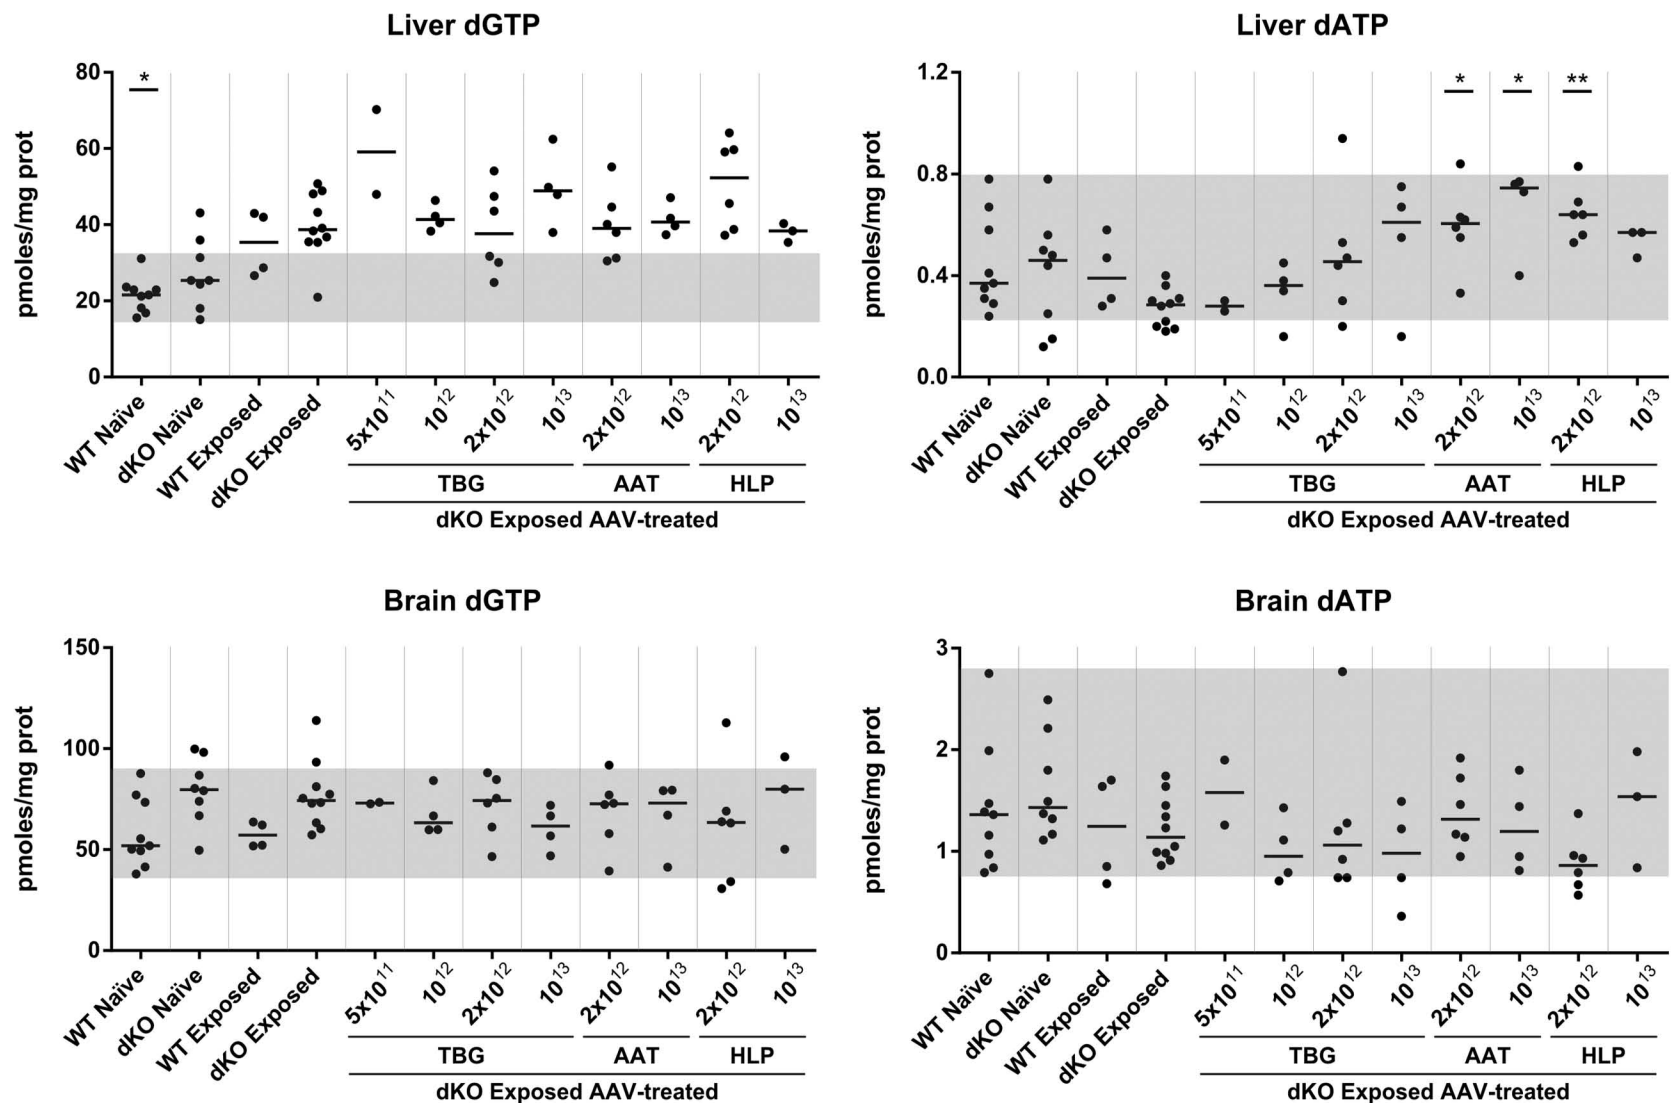 Liver dGTP
*
pmoles/mg prot
80
60
40
20
0
WT Naïve
dKO Naïve
WT Exposed
dKO Exposed
5x10¹¹
10¹²
2x10¹²
10¹³
2x10¹²
10¹³
2x10¹²
10¹³
TBG
AAT
HLP
dKO Exposed AAV-treated
Liver dATP
* * **
pmoles/mg prot
1.2
0.8
0.4
0.0
WT Naïve
dKO Naïve
WT Exposed
dKO Exposed
5x10¹¹
10¹²
2x10¹²
10¹³
2x10¹²
10¹³
2x10¹²
10¹³
TBG
AAT
HLP
dKO Exposed AAV-treated
Brain dGTP
pmoles/mg prot
150
100
50
0
WT Naïve
dKO Naïve
WT Exposed
dKO Exposed
5x10¹¹
10¹²
2x10¹²
10¹³
2x10¹²
10¹³
2x10¹²
10¹³
TBG
AAT
HLP
dKO Exposed AAV-treated
Brain dATP
pmoles/mg prot
3
2
1
0
WT Naïve
dKO Naïve
WT Exposed
dKO Exposed
5x10¹¹
10¹²
2x10¹²
10¹³
2x10¹²
10¹³
2x10¹²
10¹³
TBG
AAT
HLP
dKO Exposed AAV-treated